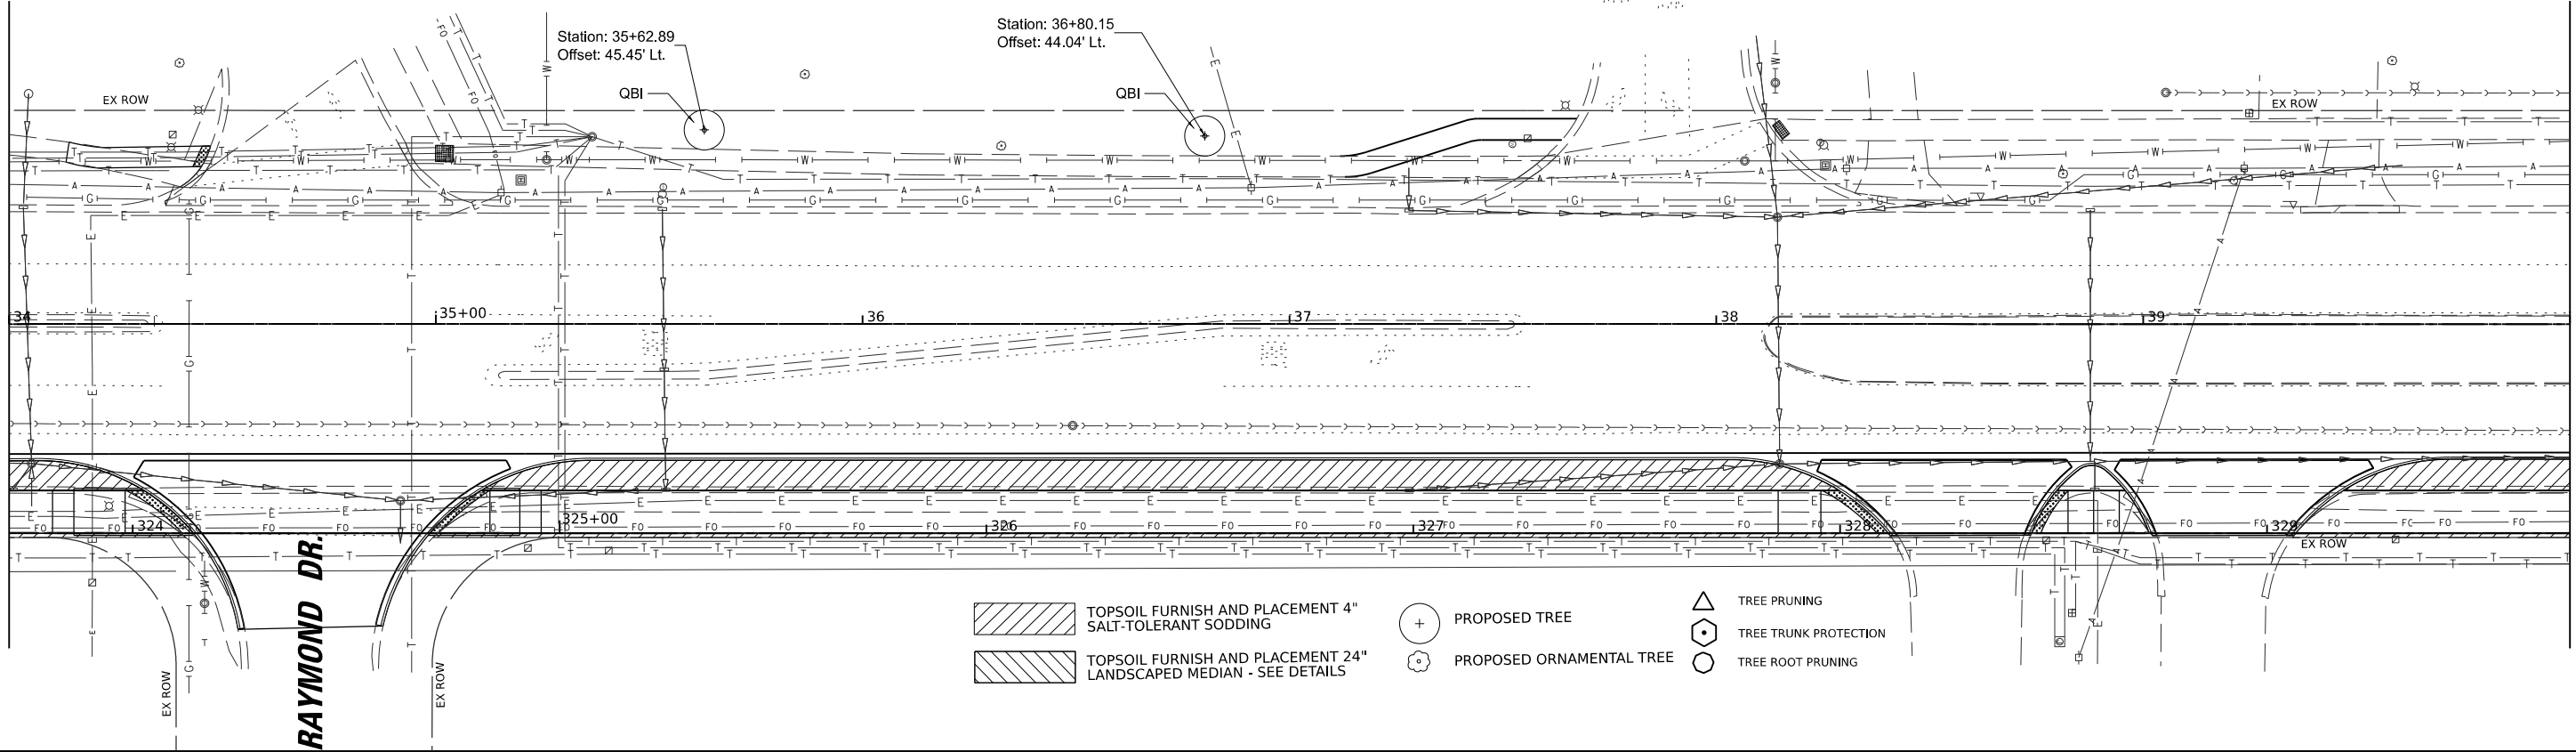 Station: 35+62.89
Offset: 45.45' Lt.
QBI
Station: 36+80.15
Offset: 44.04' Lt.
QBI
EX ROW
EX ROW
34
35+00
36
37
38
39
324
325+00
326
327
328
329
EX ROW
RAYMOND DR.
EX ROW
EX ROW
TOPSOIL FURNISH AND PLACEMENT 4"
SALT-TOLERANT SODDING
TOPSOIL FURNISH AND PLACEMENT 24"
LANDSCAPED MEDIAN - SEE DETAILS
PROPOSED TREE
PROPOSED ORNAMENTAL TREE
TREE PRUNING
TREE TRUNK PROTECTION
TREE ROOT PRUNING